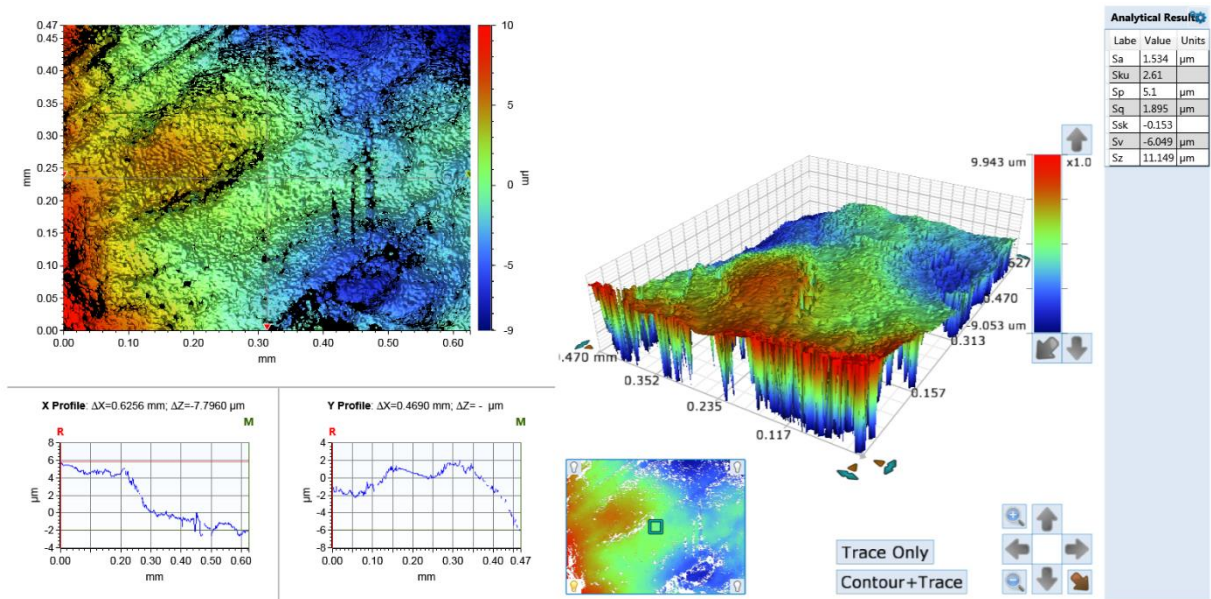 0.47
0.45
0.40
0.35
0.30
0.25
0.20
0.15
0.10
0.05
0.00
mm
0.00 0.10 0.20 0.30 0.40 0.50 0.60
mm
10
5
0
-5
-9
μm
X Profile: ΔX=0.6256 mm; ΔZ=-7.7960 μm
R M
8
6
4
2
0
-2
-4
μm
0.00 0.10 0.20 0.30 0.40 0.50 0.62
mm
Y Profile: ΔX=0.4690 mm; ΔZ= - μm
R M
4
2
0
-2
-4
-6
-8
μm
0.00 0.10 0.20 0.30 0.40 0.47
mm
9.943 um x1.0
-9.053 um
0.470 mm
0.352
0.235
0.117
0.157
0.313
0.470
Trace Only
Contour+Trace
Analytical Results
Labe Value Units
Sa 1.534 μm
Sku 2.61
Sp 5.1 μm
Sq 1.895 μm
Ssk -0.153
Sv -6.049 μm
Sz 11.149 μm